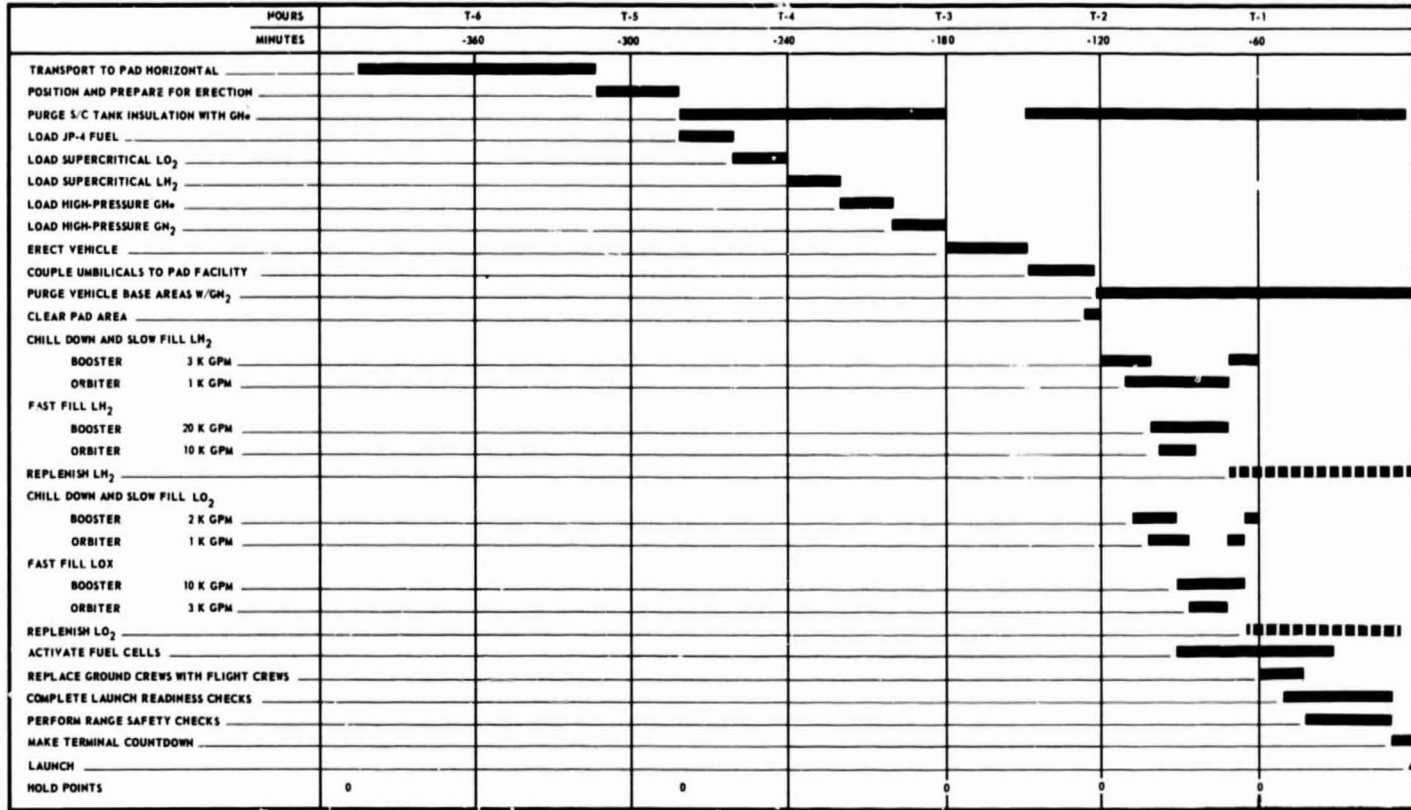 HOURS T-6 T-5 T-4 T-3 T-2 T-1
MINUTES -360 -300 -240 -180 -120 -60
TRANSPORT TO PAD HORIZONTAL
POSITION AND PREPARE FOR ERECTION
PURGE S/C TANK INSULATION WITH GHe
LOAD JP-4 FUEL
LOAD SUPERCRITICAL LO2
LOAD SUPERCRITICAL LH2
LOAD HIGH-PRESSURE GHe
LOAD HIGH-PRESSURE GN2
ERECT VEHICLE
COUPLE UMBILICALS TO PAD FACILITY
PURGE VEHICLE BASE AREAS W/GN2
CLEAR PAD AREA
CHILL DOWN AND SLOW FILL LH2
BOOSTER 3 K GPM
ORBITER 1 K GPM
FAST FILL LH2
BOOSTER 20 K GPM
ORBITER 10 K GPM
REPLENISH LH2
CHILL DOWN AND SLOW FILL LO2
BOOSTER 2 K GPM
ORBITER 1 K GPM
FAST FILL LOX
BOOSTER 10 K GPM
ORBITER 3 K GPM
REPLENISH LO2
ACTIVATE FUEL CELLS
REPLACE GROUND CREWS WITH FLIGHT CREWS
COMPLETE LAUNCH READINESS CHECKS
PERFORM RANGE SAFETY CHECKS
MAKE TERMINAL COUNTDOWN
LAUNCH
HOLD POINTS 0 0 0 0 0